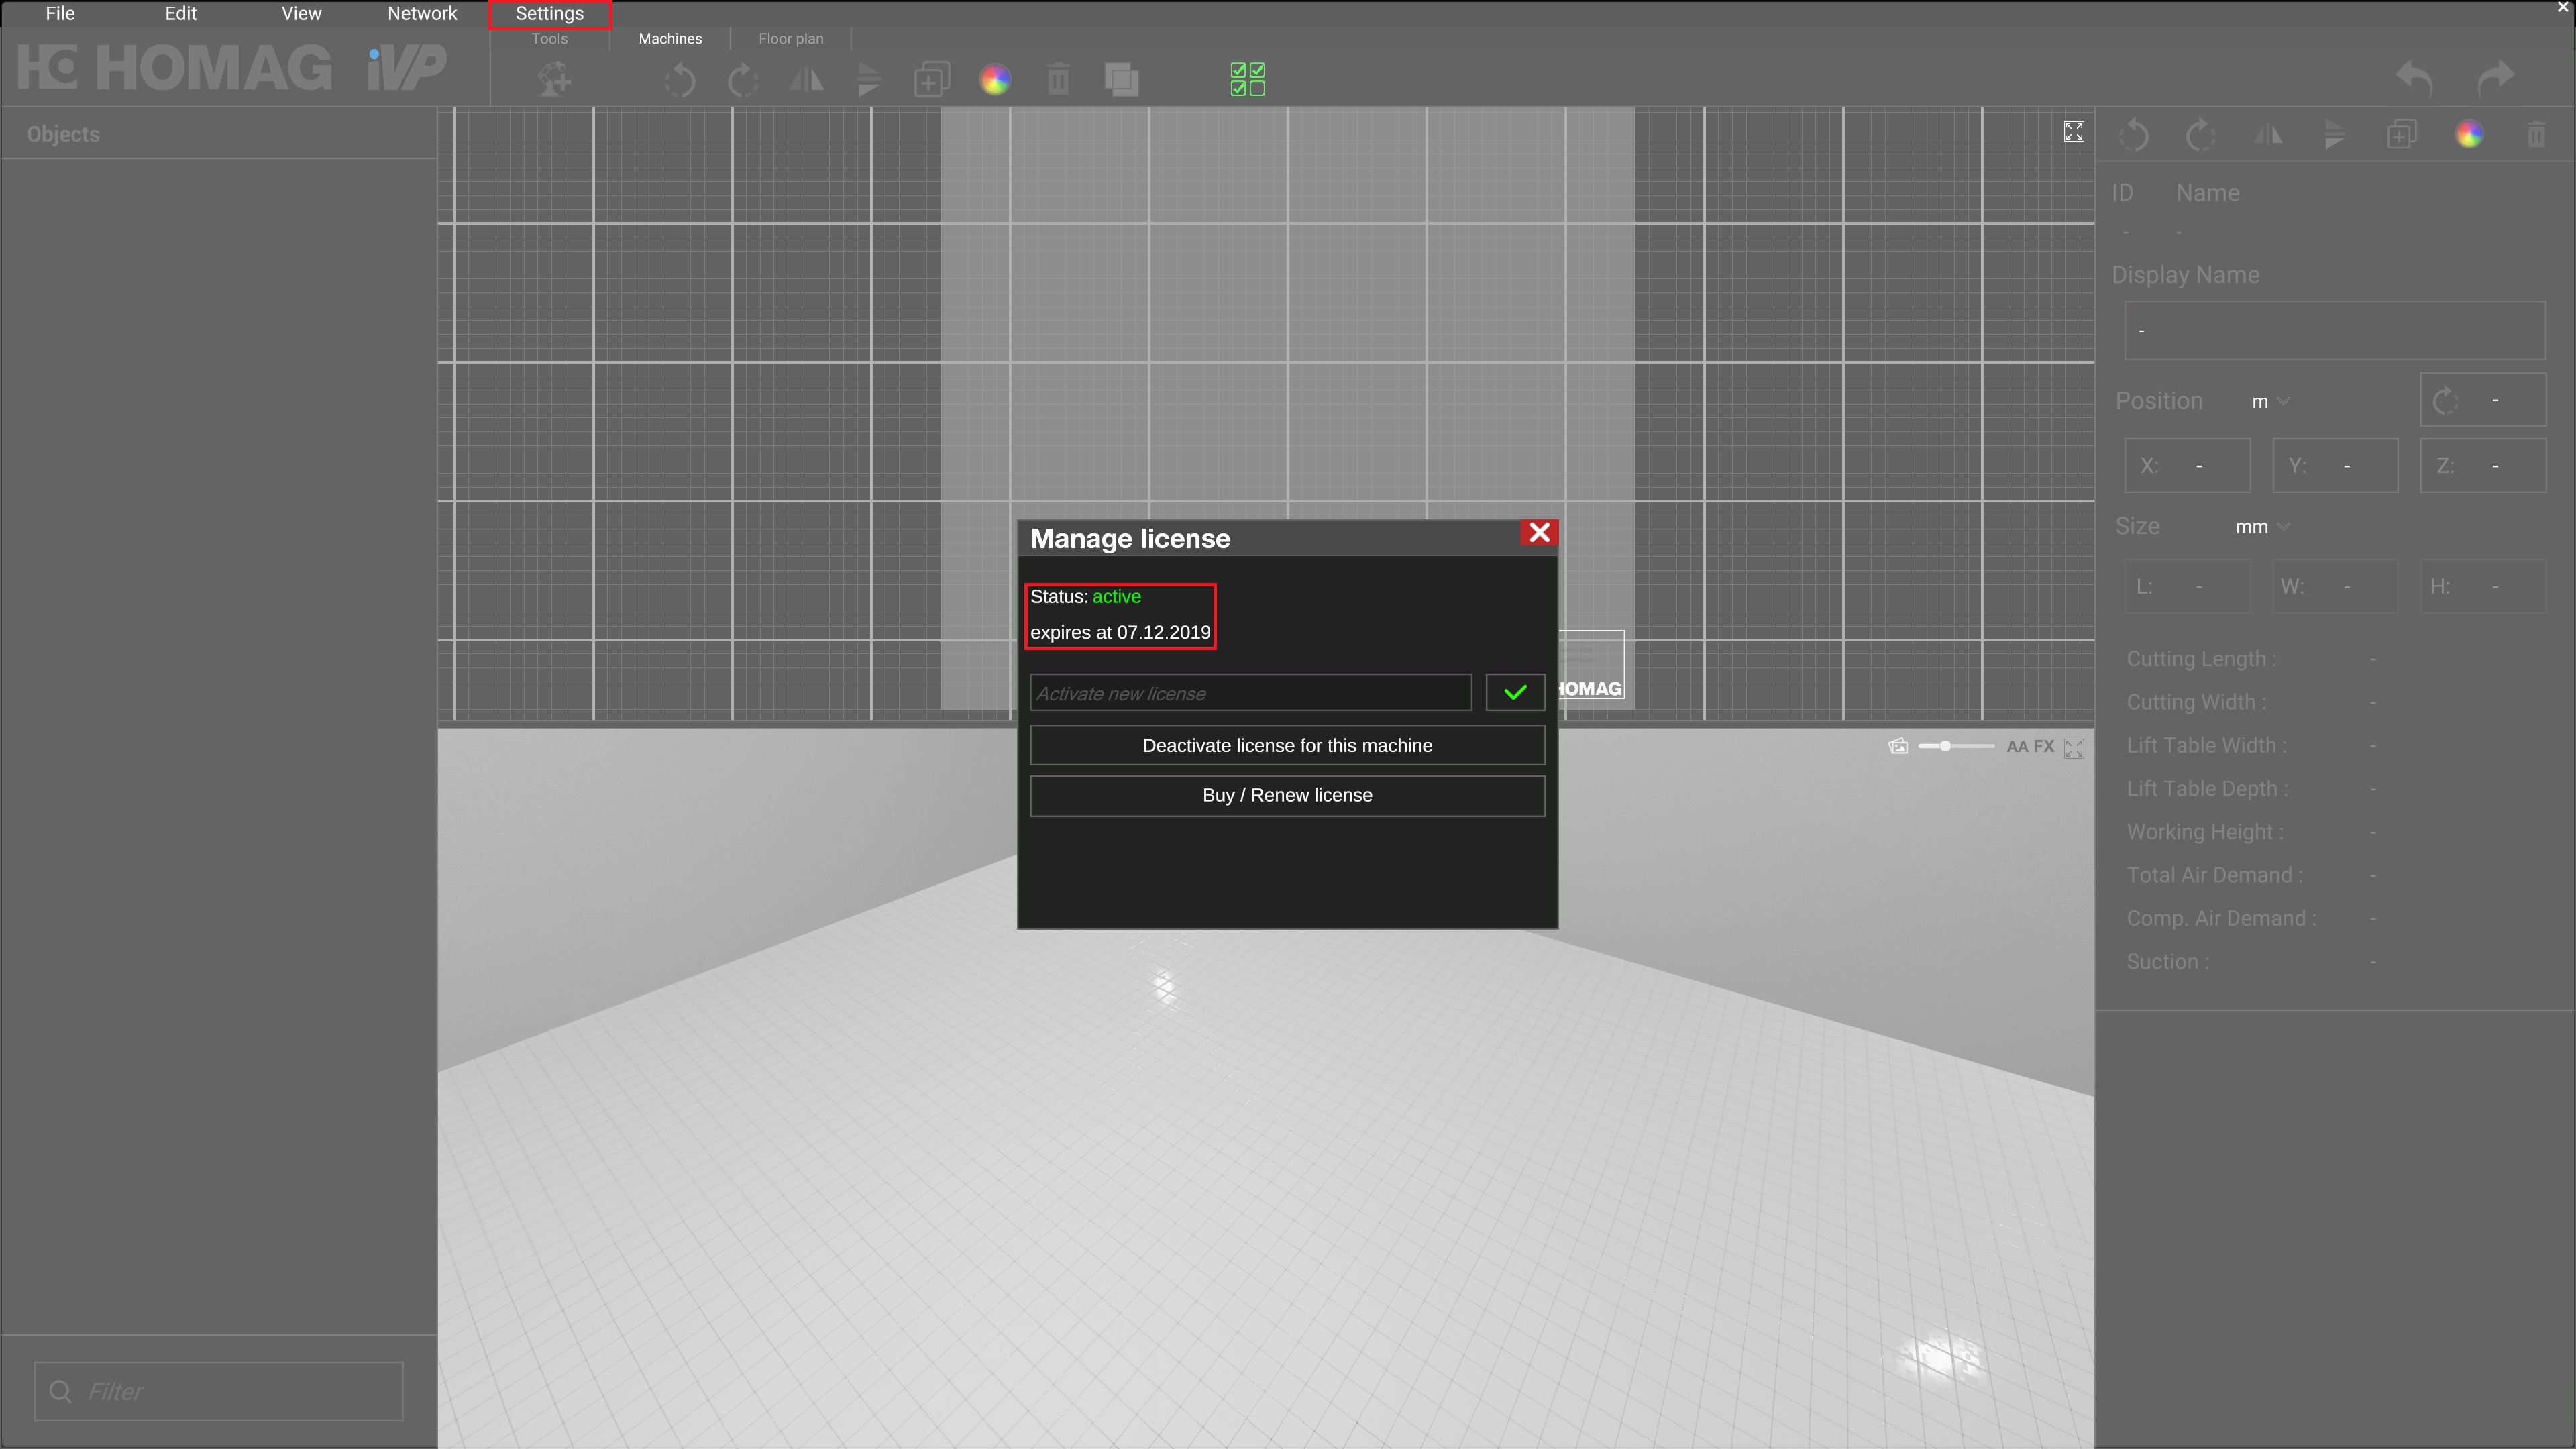 File Edit View Network Settings
Tools Machines Floor plan
HOMAG iVP
Objects
ID Name
- -
Display Name
-
Position m -
X: - Y: - Z: -
Size mm
L: - W: - H: -
Manage license
Status: active
expires at 07.12.2019
Activate new license
Deactivate license for this machine
Buy / Renew license
HOMAG
AA FX
Cutting Length : -
Cutting Width : -
Lift Table Width : -
Lift Table Depth : -
Working Height : -
Total Air Demand : -
Comp. Air Demand : -
Suction : -
Filter